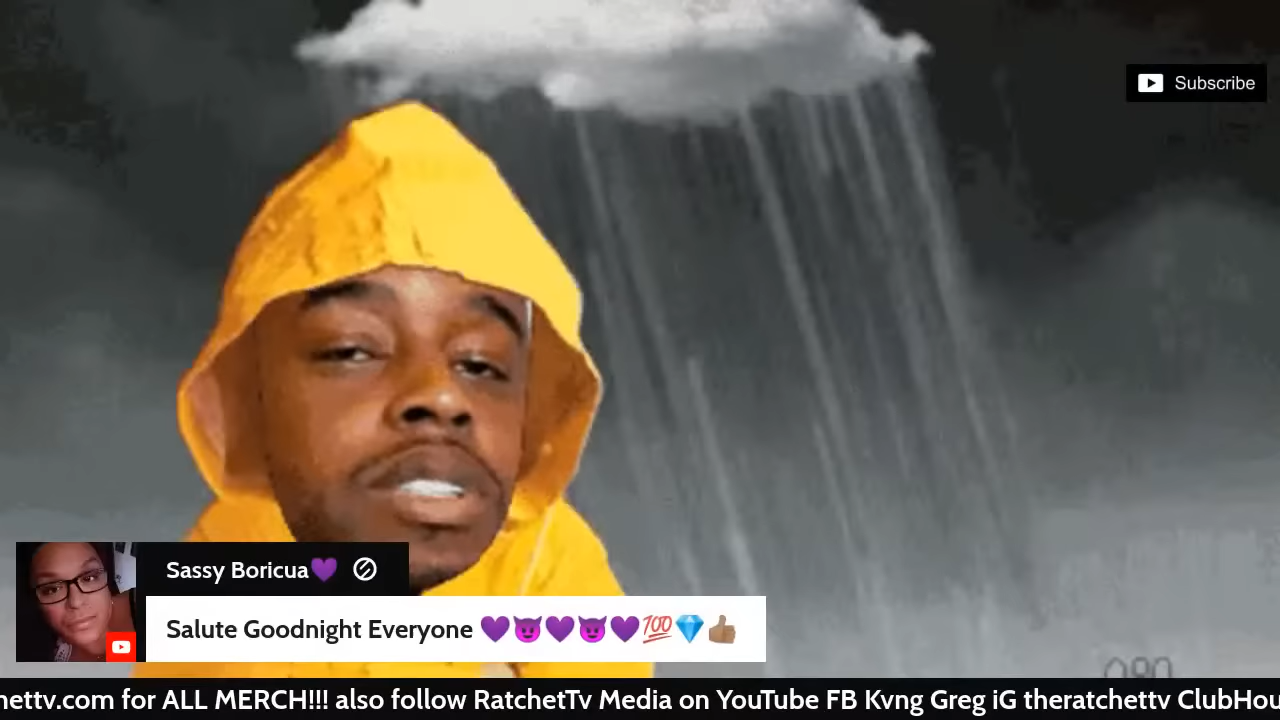 Subscribe
Sassy Boricua💜
Salute Goodnight Everyone 💜😈💜😈💜💯💎👍🏽
hettv.com for ALL MERCH!!! also follow RatchetTv Media on YouTube FB Kvng Greg iG theratchettv ClubHou